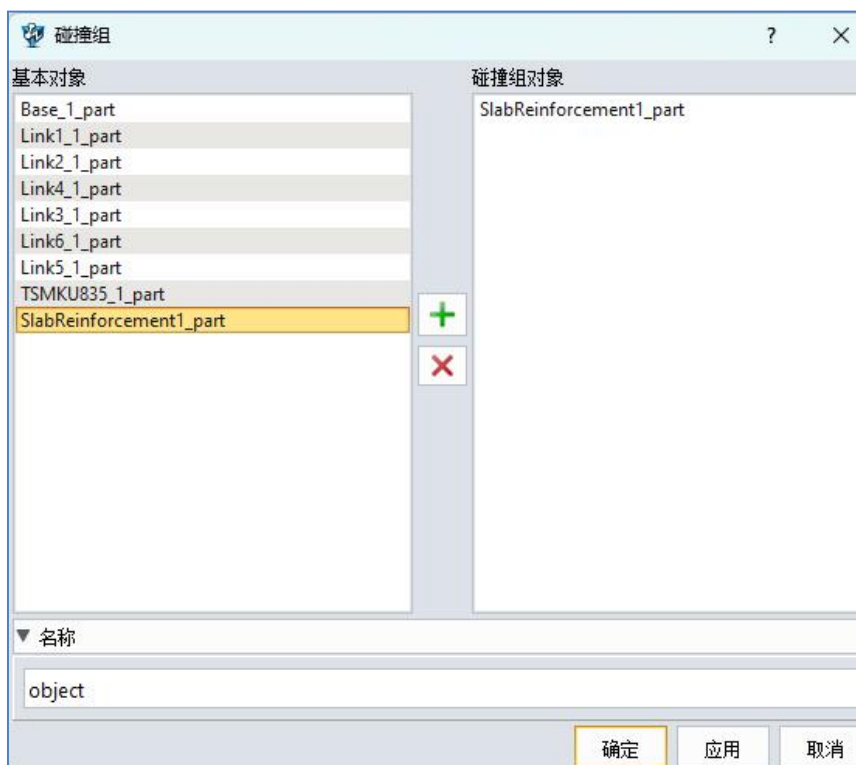 碰撞组
?
基本对象
碰撞组对象
Base_1_part
Link1_1_part
Link2_1_part
Link4_1_part
Link3_1_part
Link6_1_part
Link5_1_part
TSMKU835_1_part
SlabReinforcement1_part
SlabReinforcement1_part
名称
object
确定
应用
取消